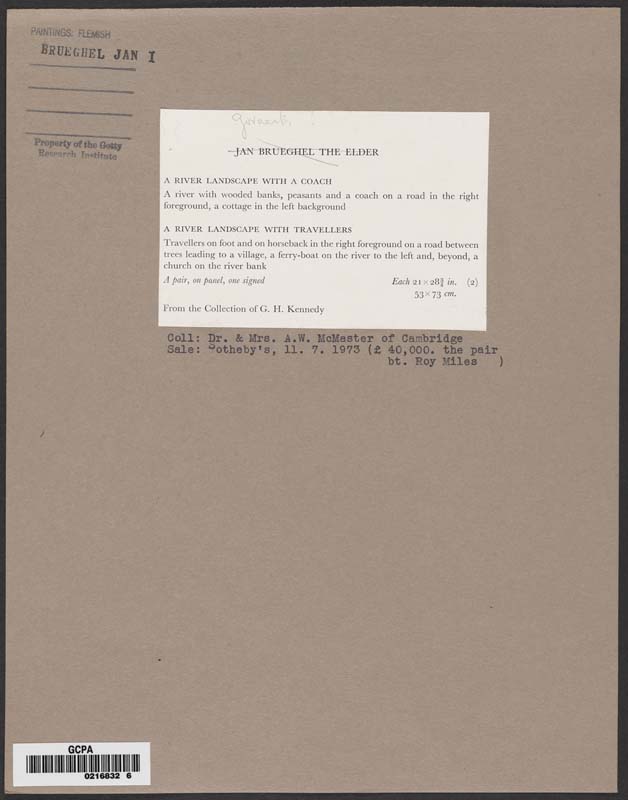 PAINTINGS: FLEMISH
BRUEGHEL JAN I
Property of the Getty
Research Institute
Govaerts
JAN BRUEGHEL THE ELDER
A RIVER LANDSCAPE WITH A COACH
A river with wooded banks, peasants and a coach on a road in the right
foreground, a cottage in the left background
A RIVER LANDSCAPE WITH TRAVELLERS
Travellers on foot and on horseback in the right foreground on a road between
trees leading to a village, a ferry-boat on the river to the left and, beyond, a
church on the river bank
A pair, on panel, one signed Each 21 × 28¾ in. (2)
53 × 73 cm.
From the Collection of G. H. Kennedy
Coll: Dr. & Mrs. A.W. McMaster of Cambridge
Sale: Sotheby's, 11. 7. 1973 (£ 40,000. the pair
bt. Roy Miles )
GCPA
0216832 6